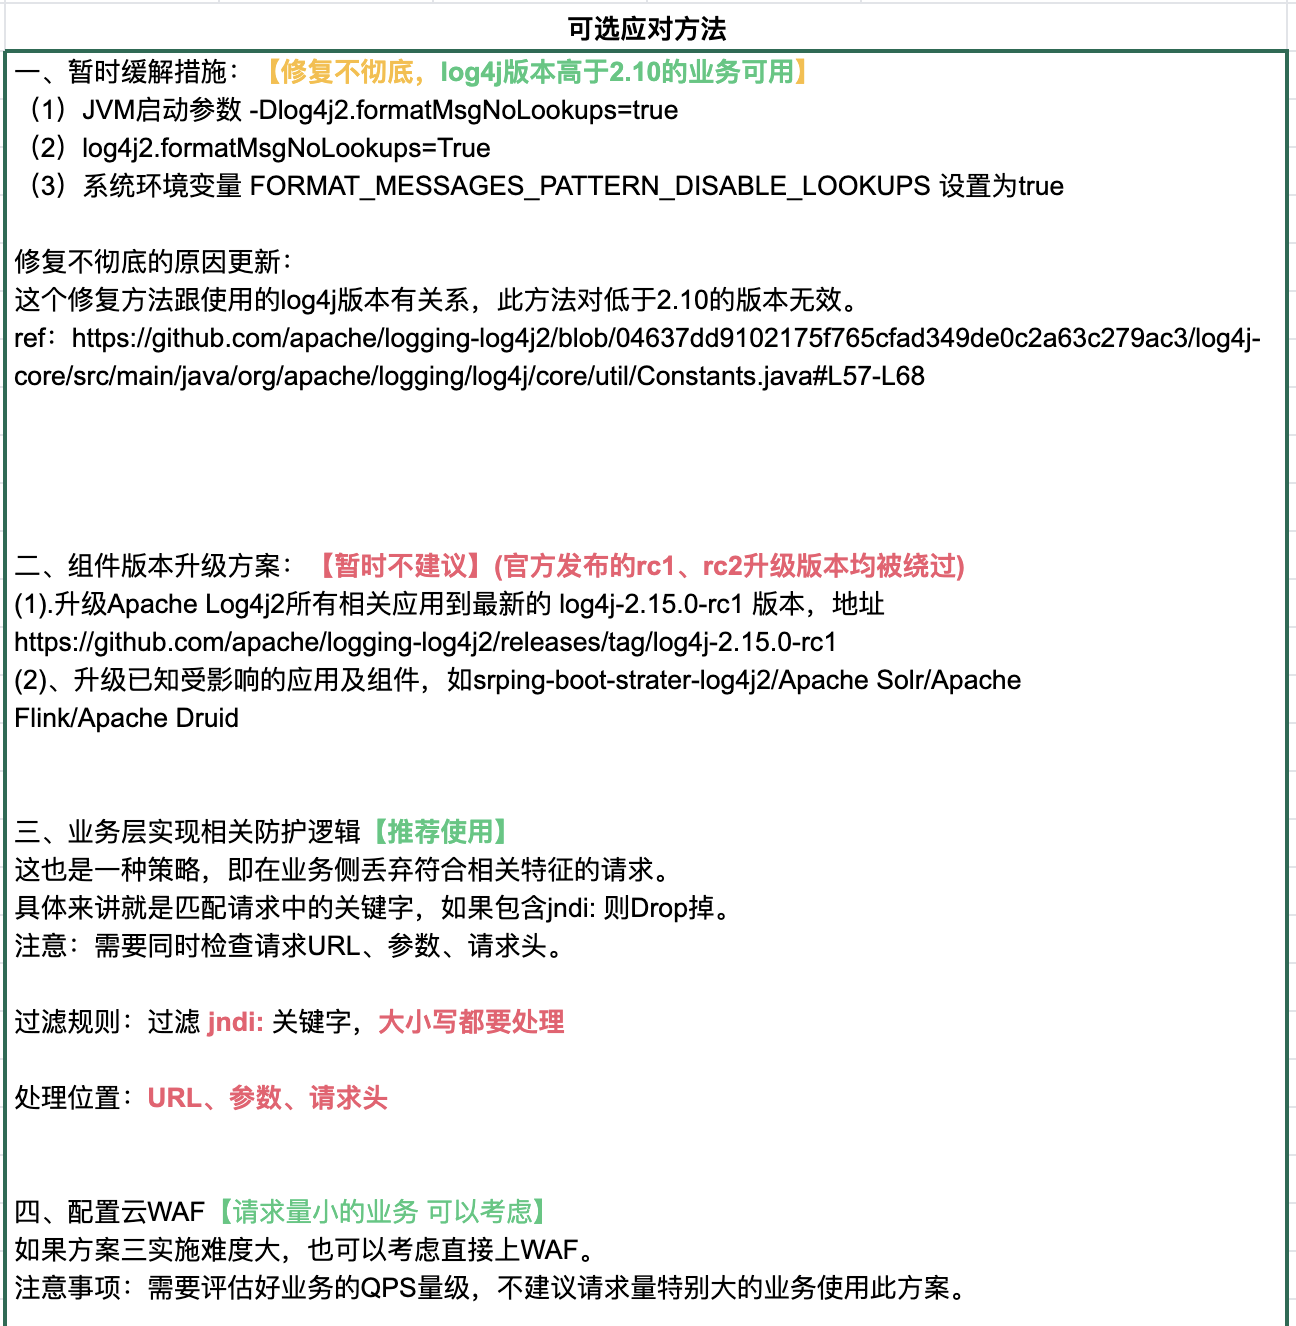 可选应对方法
一、暂时缓解措施：【修复不彻底，log4j版本高于2.10的业务可用】
（1）JVM启动参数 -Dlog4j2.formatMsgNoLookups=true
（2）log4j2.formatMsgNoLookups=True
（3）系统环境变量 FORMAT_MESSAGES_PATTERN_DISABLE_LOOKUPS 设置为true
修复不彻底的原因更新：
这个修复方法跟使用的log4j版本有关系，此方法对低于2.10的版本无效。
ref：https://github.com/apache/logging-log4j2/blob/04637dd9102175f765cfad349de0c2a63c279ac3/log4j-
core/src/main/java/org/apache/logging/log4j/core/util/Constants.java#L57-L68
二、组件版本升级方案：【暂时不建议】(官方发布的rc1、rc2升级版本均被绕过)
(1).升级Apache Log4j2所有相关应用到最新的 log4j-2.15.0-rc1 版本，地址
https://github.com/apache/logging-log4j2/releases/tag/log4j-2.15.0-rc1
(2)、升级已知受影响的应用及组件，如srping-boot-strater-log4j2/Apache Solr/Apache
Flink/Apache Druid
三、业务层实现相关防护逻辑【推荐使用】
这也是一种策略，即在业务侧丢弃符合相关特征的请求。
具体来讲就是匹配请求中的关键字，如果包含jndi: 则Drop掉。
注意：需要同时检查请求URL、参数、请求头。
过滤规则：过滤 jndi: 关键字，大小写都要处理
处理位置：URL、参数、请求头
四、配置云WAF【请求量小的业务 可以考虑】
如果方案三实施难度大，也可以考虑直接上WAF。
注意事项：需要评估好业务的QPS量级，不建议请求量特别大的业务使用此方案。